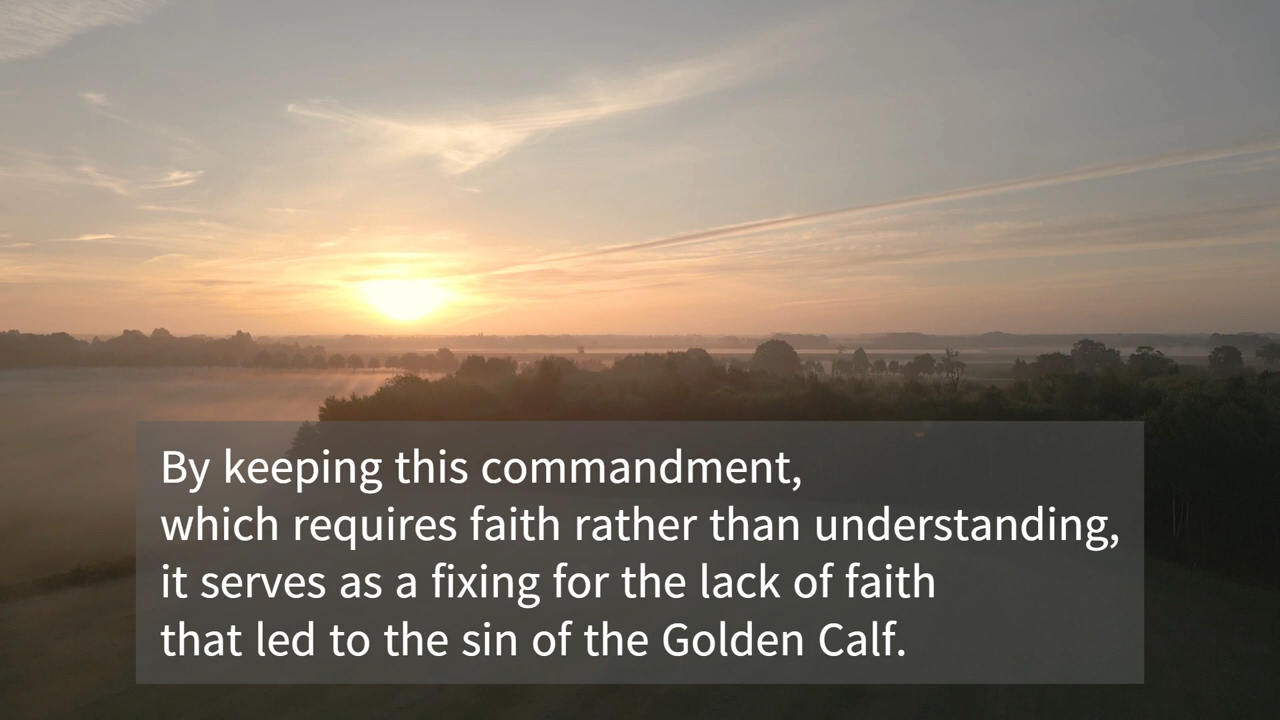 By keeping this commandment,
which requires faith rather than understanding,
it serves as a fixing for the lack of faith
that led to the sin of the Golden Calf.